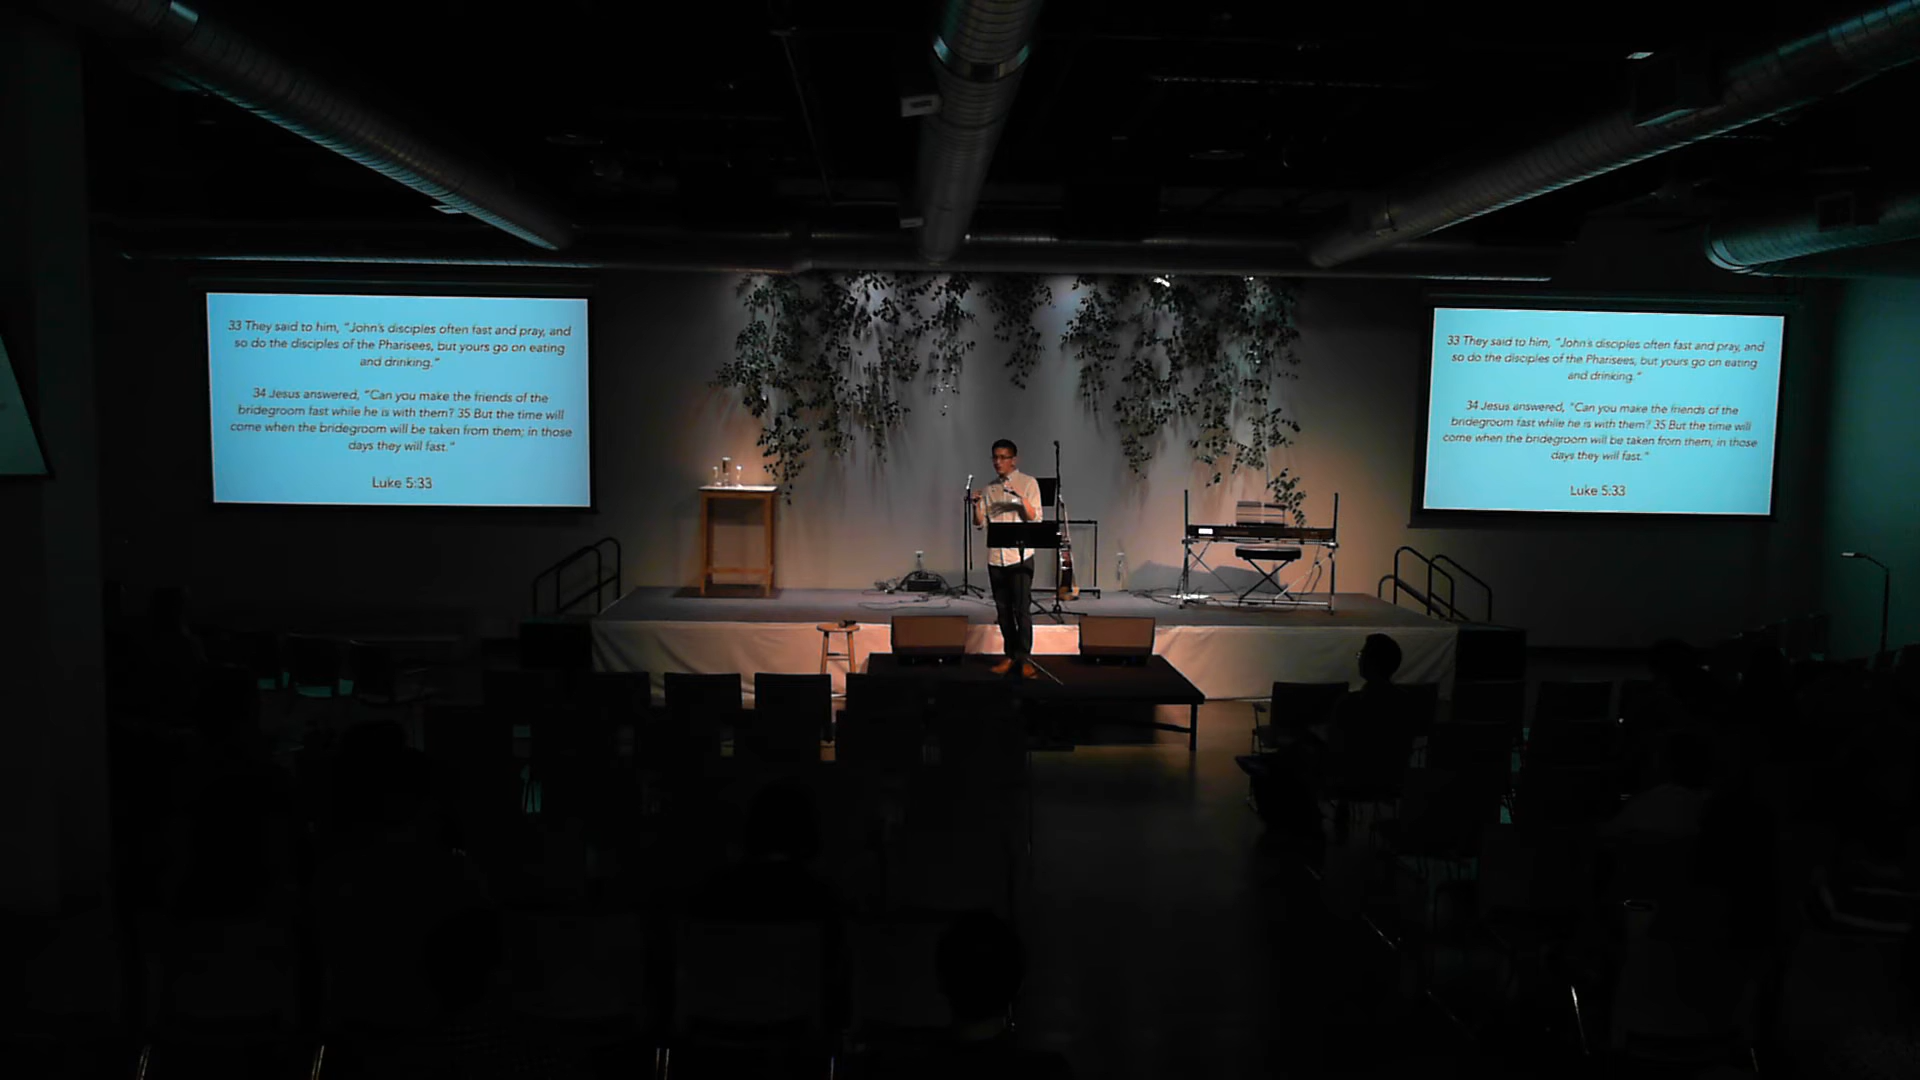 33 They said to him, "John's disciples often fast and pray, and
so do the disciples of the Pharisees, but yours go on eating
and drinking."
34 Jesus answered, "Can you make the friends of the
bridegroom fast while he is with them? 35 But the time will
come when the bridegroom will be taken from them; in those
days they will fast."
Luke 5:33
33 They said to him, "John's disciples often fast and pray, and
so do the disciples of the Pharisees, but yours go on eating
and drinking."
34 Jesus answered, "Can you make the friends of the
bridegroom fast while he is with them? 35 But the time will
come when the bridegroom will be taken from them; in those
days they will fast."
Luke 5:33